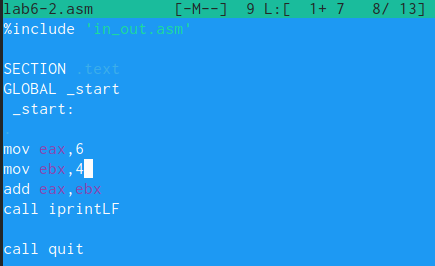 lab6-2.asm [-M--] 9 L:[ 1+ 7 8/ 13]
%include 'in_out.asm'
SECTION .text
GLOBAL _start
_start:
mov eax,6
mov ebx,4
add eax,ebx
call iprintLF
call quit